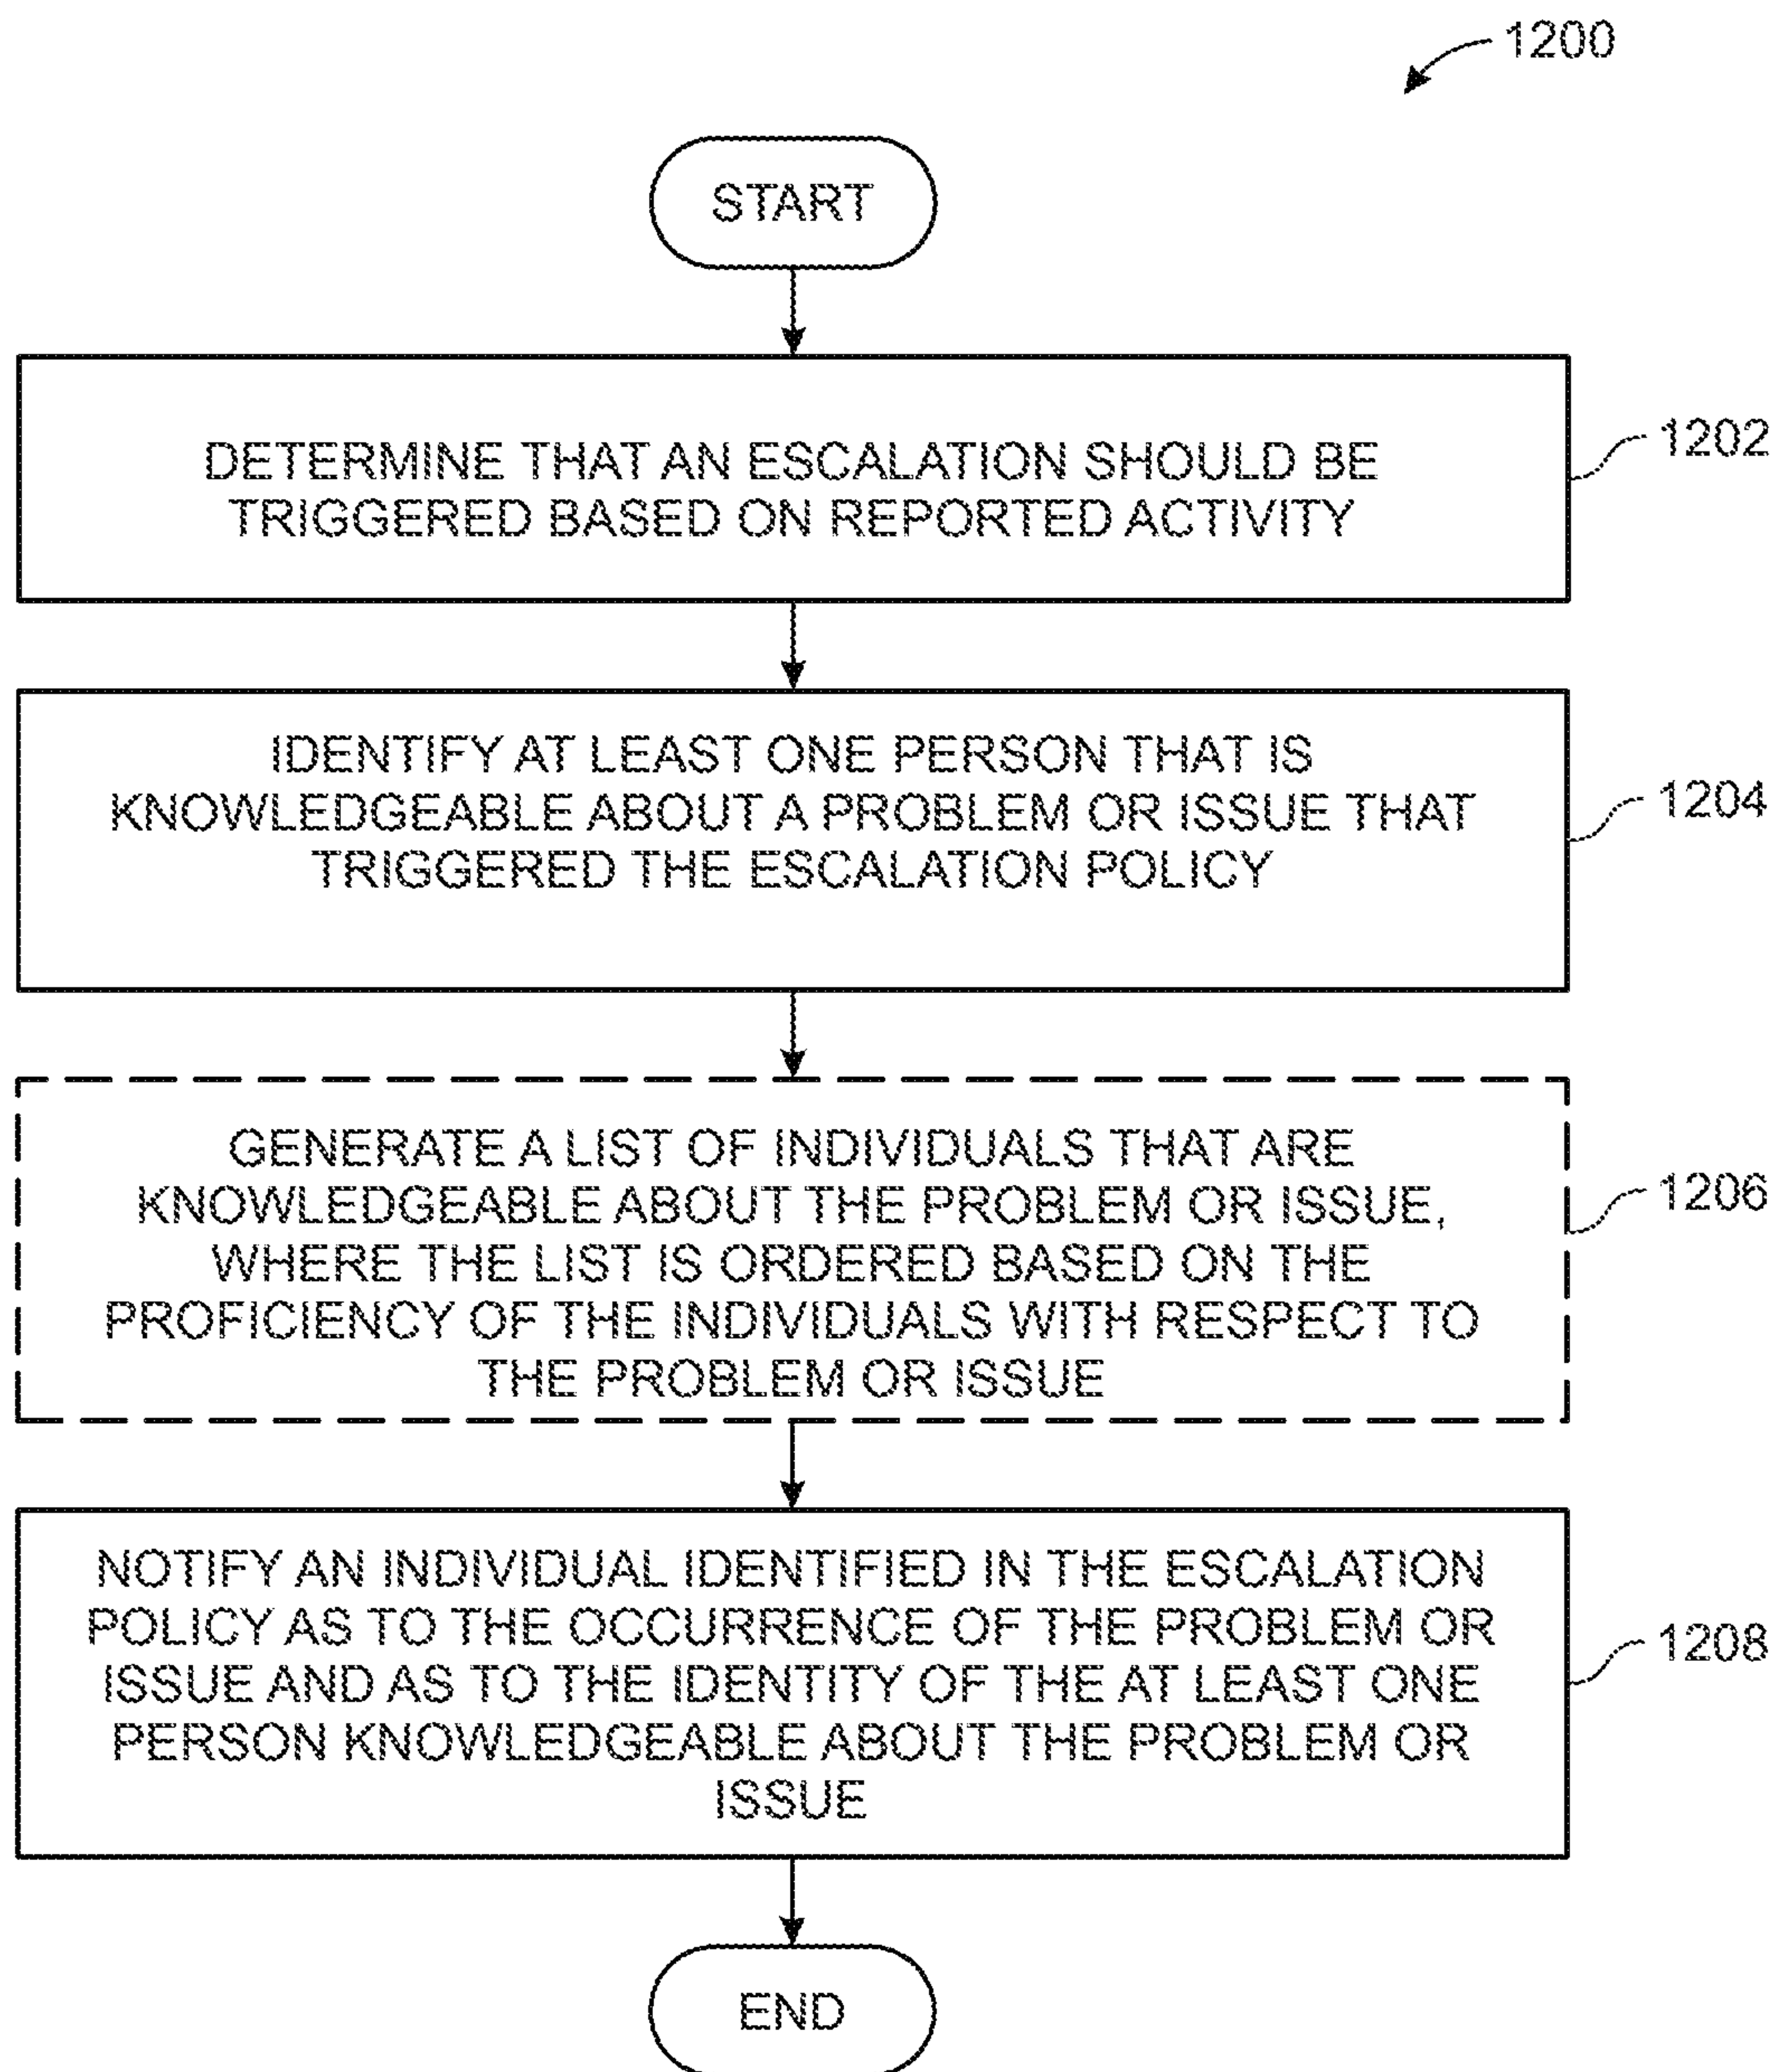 1200
START
DETERMINE THAT AN ESCALATION SHOULD BE
TRIGGERED BASED ON REPORTED ACTIVITY
1202
IDENTIFY AT LEAST ONE PERSON THAT IS
KNOWLEDGEABLE ABOUT A PROBLEM OR ISSUE THAT
TRIGGERED THE ESCALATION POLICY
1204
GENERATE A LIST OF INDIVIDUALS THAT ARE
KNOWLEDGEABLE ABOUT THE PROBLEM OR ISSUE,
WHERE THE LIST IS ORDERED BASED ON THE
PROFICIENCY OF THE INDIVIDUALS WITH RESPECT TO
THE PROBLEM OR ISSUE
1206
NOTIFY AN INDIVIDUAL IDENTIFIED IN THE ESCALATION
POLICY AS TO THE OCCURRENCE OF THE PROBLEM OR
ISSUE AND AS TO THE IDENTITY OF THE AT LEAST ONE
PERSON KNOWLEDGEABLE ABOUT THE PROBLEM OR
ISSUE
1208
END